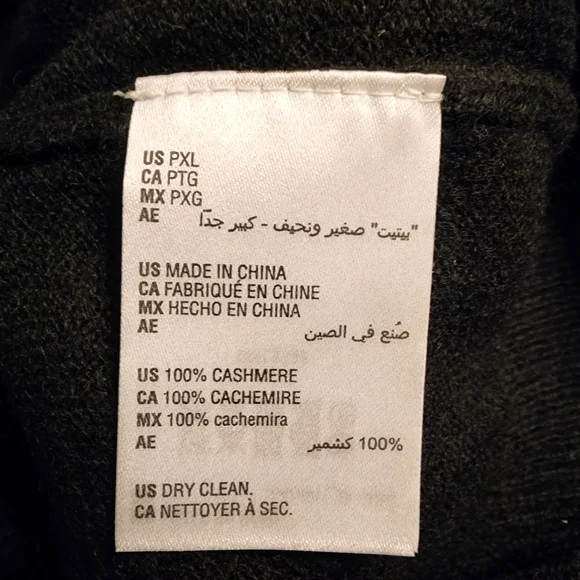 US PXL
CA PTG
MX PXG
AE "بيتيت" صغير ونحيف - كبير جدًا
US MADE IN CHINA
CA FABRIQUÉ EN CHINE
MX HECHO EN CHINA
AE صُنع في الصين
US 100% CASHMERE
CA 100% CACHEMIRE
MX 100% cachemira
AE 100% كشمير
US DRY CLEAN.
CA NETTOYER À SEC.